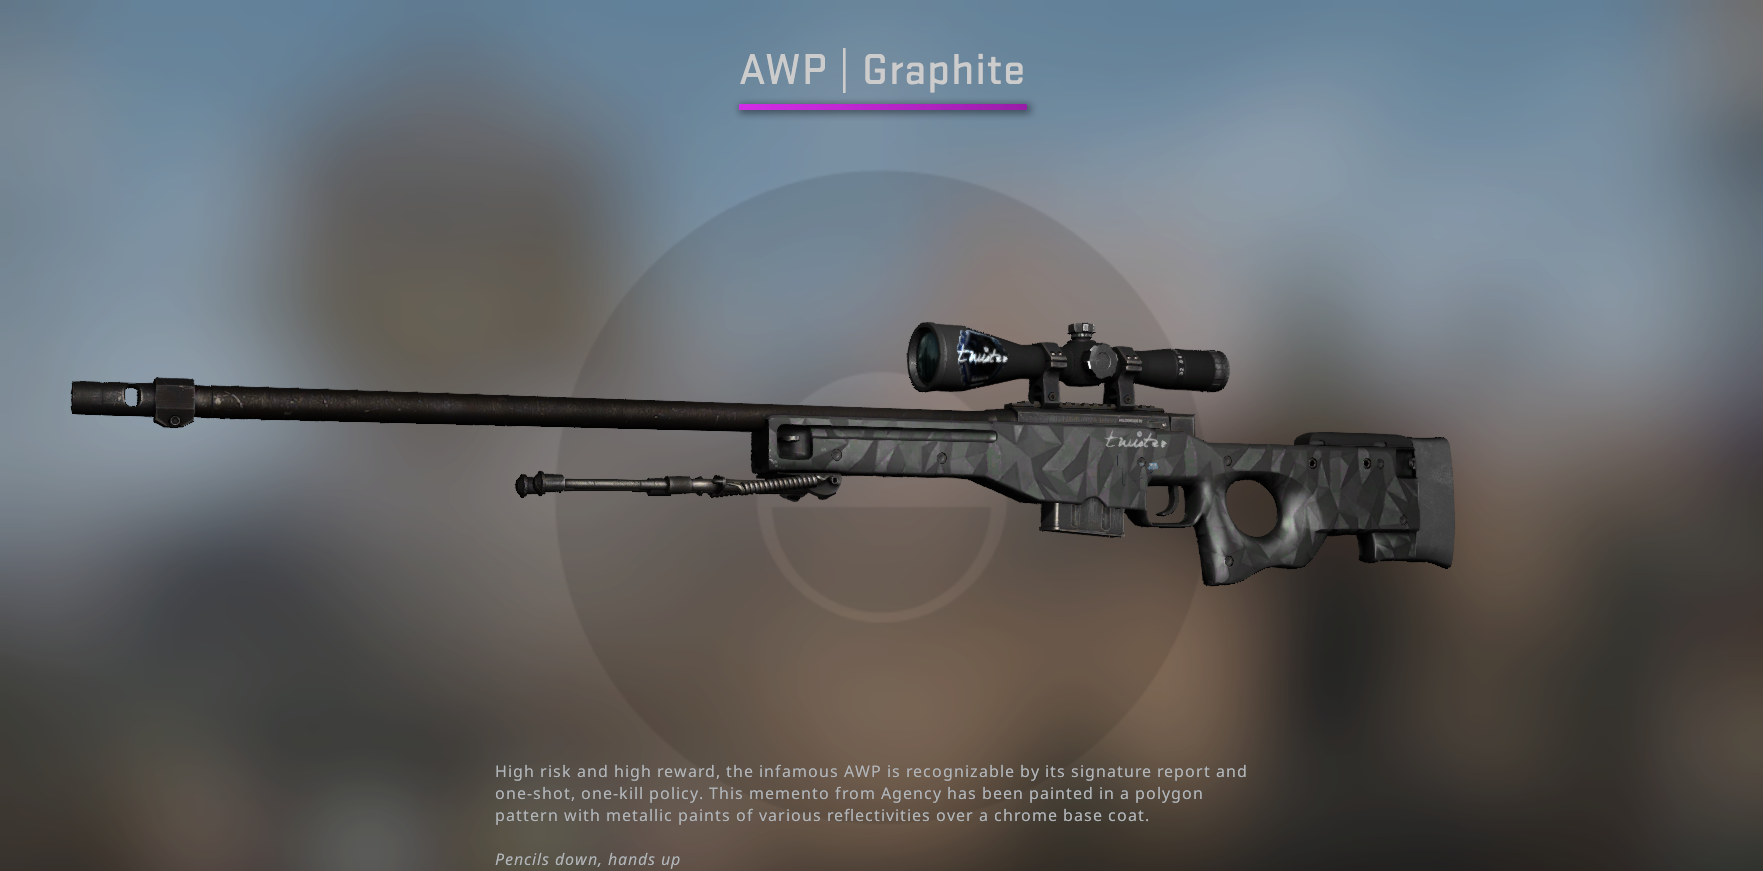 AWP | Graphite
twister
twister
High risk and high reward, the infamous AWP is recognizable by its signature report and
one-shot, one-kill policy. This memento from Agency has been painted in a polygon
pattern with metallic paints of various reflectivities over a chrome base coat.
Pencils down, hands up